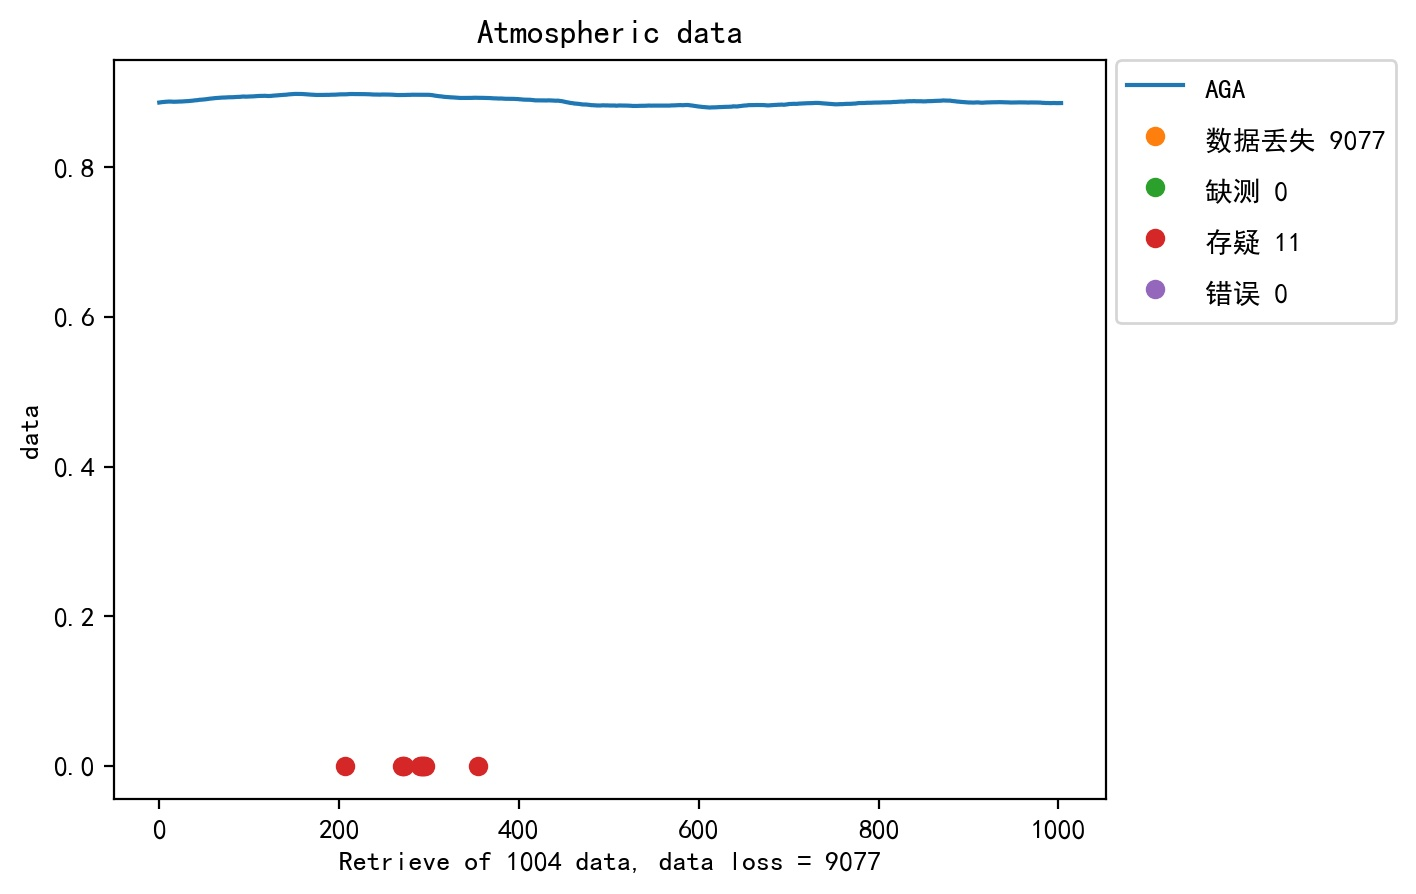 Atmospheric data
AGA
数据丢失 9077
缺测 0
存疑 11
错误 0
data
0.8
0.6
0.4
0.2
0.0
0 200 400 600 800 1000
Retrieve of 1004 data, data loss = 9077